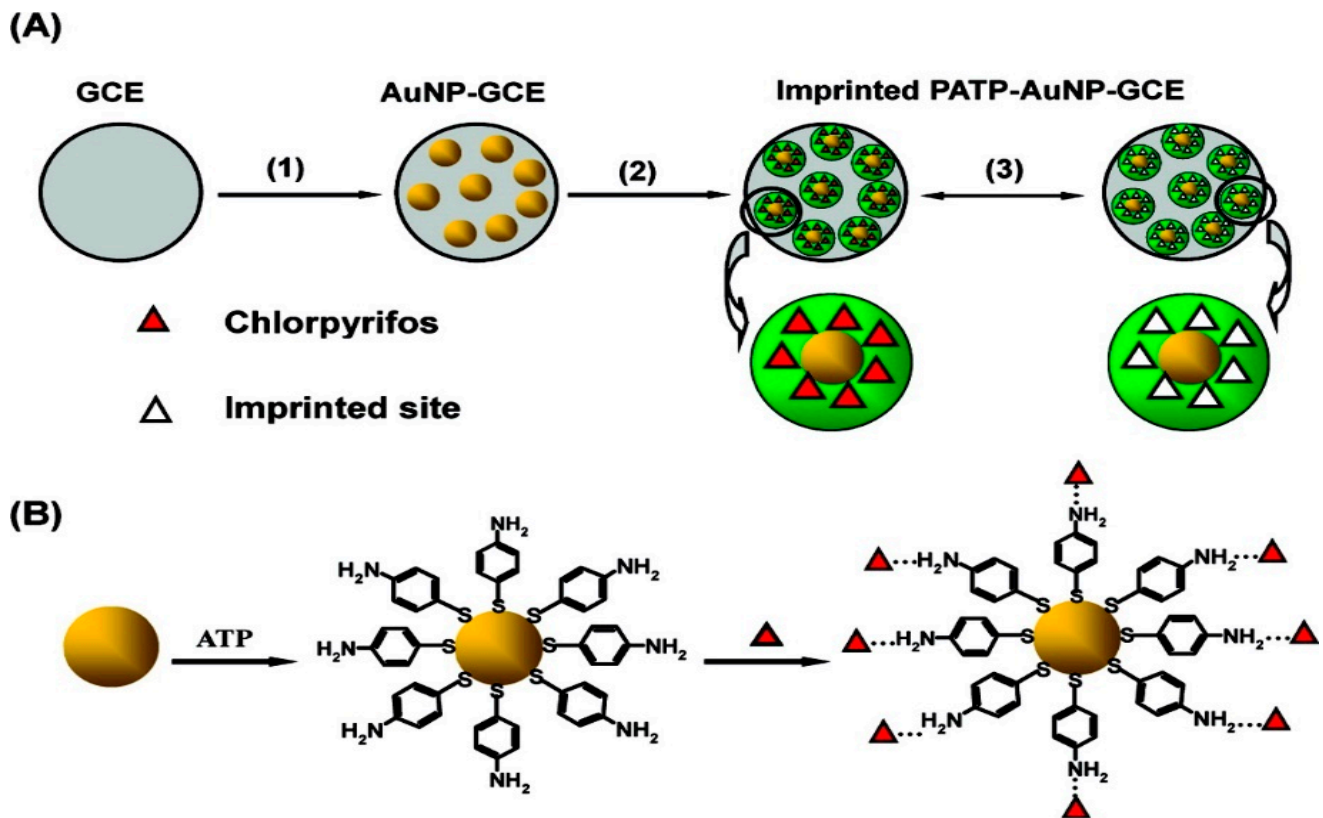 (A)
GCE
AuNP-GCE
Imprinted PATP-AuNP-GCE
(1)
(2)
(3)
Chlorpyrifos
Imprinted site
(B)
ATP
NH2
H2N
NH2
H2N
NH2
H2N
NH2
NH2
S
S
S
S
S
S
S
S
NH2
H2N
NH2
H2N
NH2
H2N
NH2
NH2
S
S
S
S
S
S
S
S